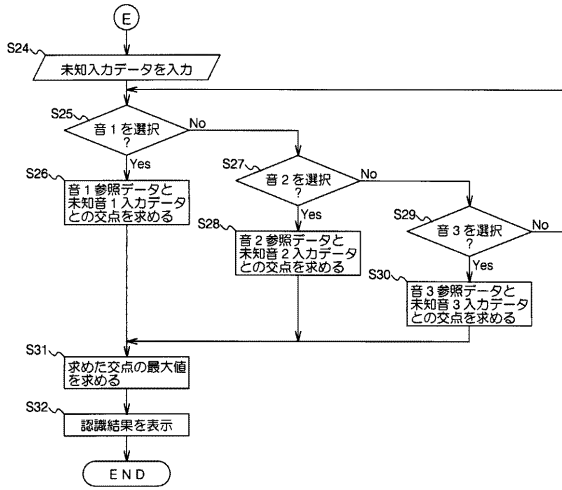 E
S24
未知入力データを入力
S25
音1を選択
?
No
Yes
S26
音1参照データと
未知音1入力データ
との交点を求める
S27
音2を選択
?
No
Yes
S28
音2参照データと
未知音2入力データ
との交点を求める
S29
音3を選択
?
No
Yes
S30
音3参照データと
未知音3入力データ
との交点を求める
S31
求めた交点の最大値
を求める
S32
認識結果を表示
END